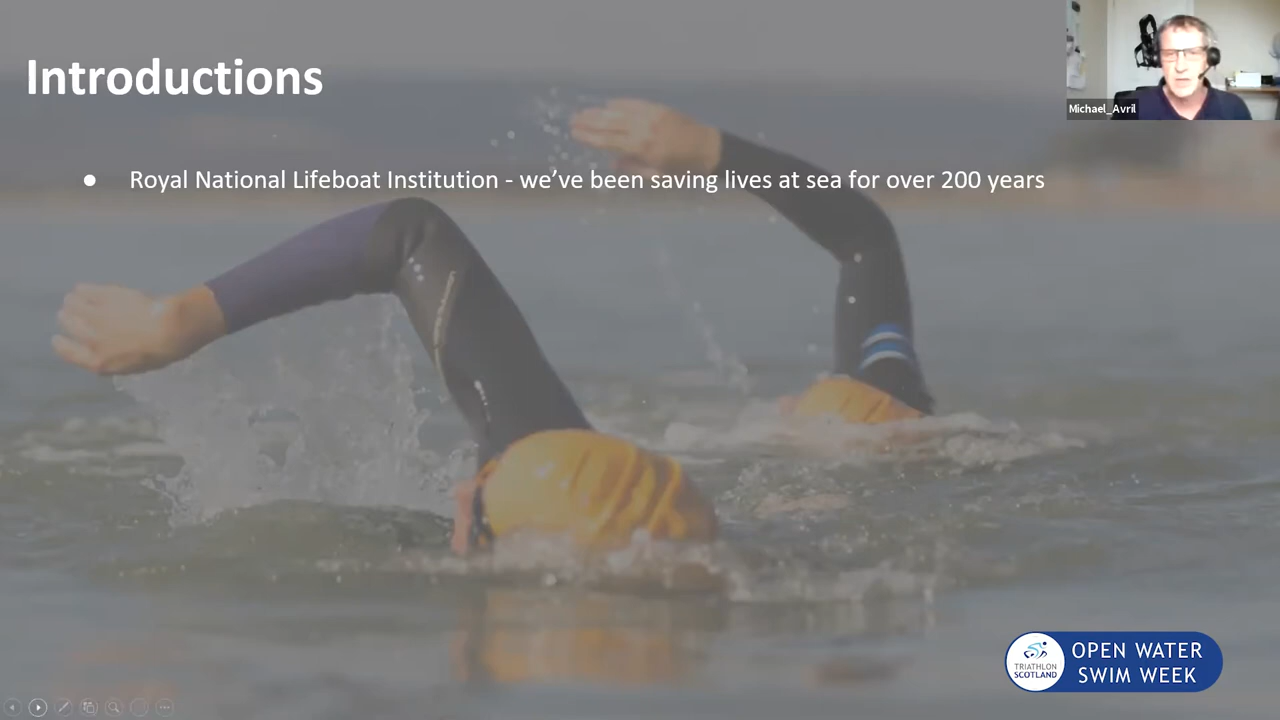 Introductions
Michael_Avril
● Royal National Lifeboat Institution - we’ve been saving lives at sea for over 200 years
TRIATHLON
SCOTLAND
OPEN WATER
SWIM WEEK